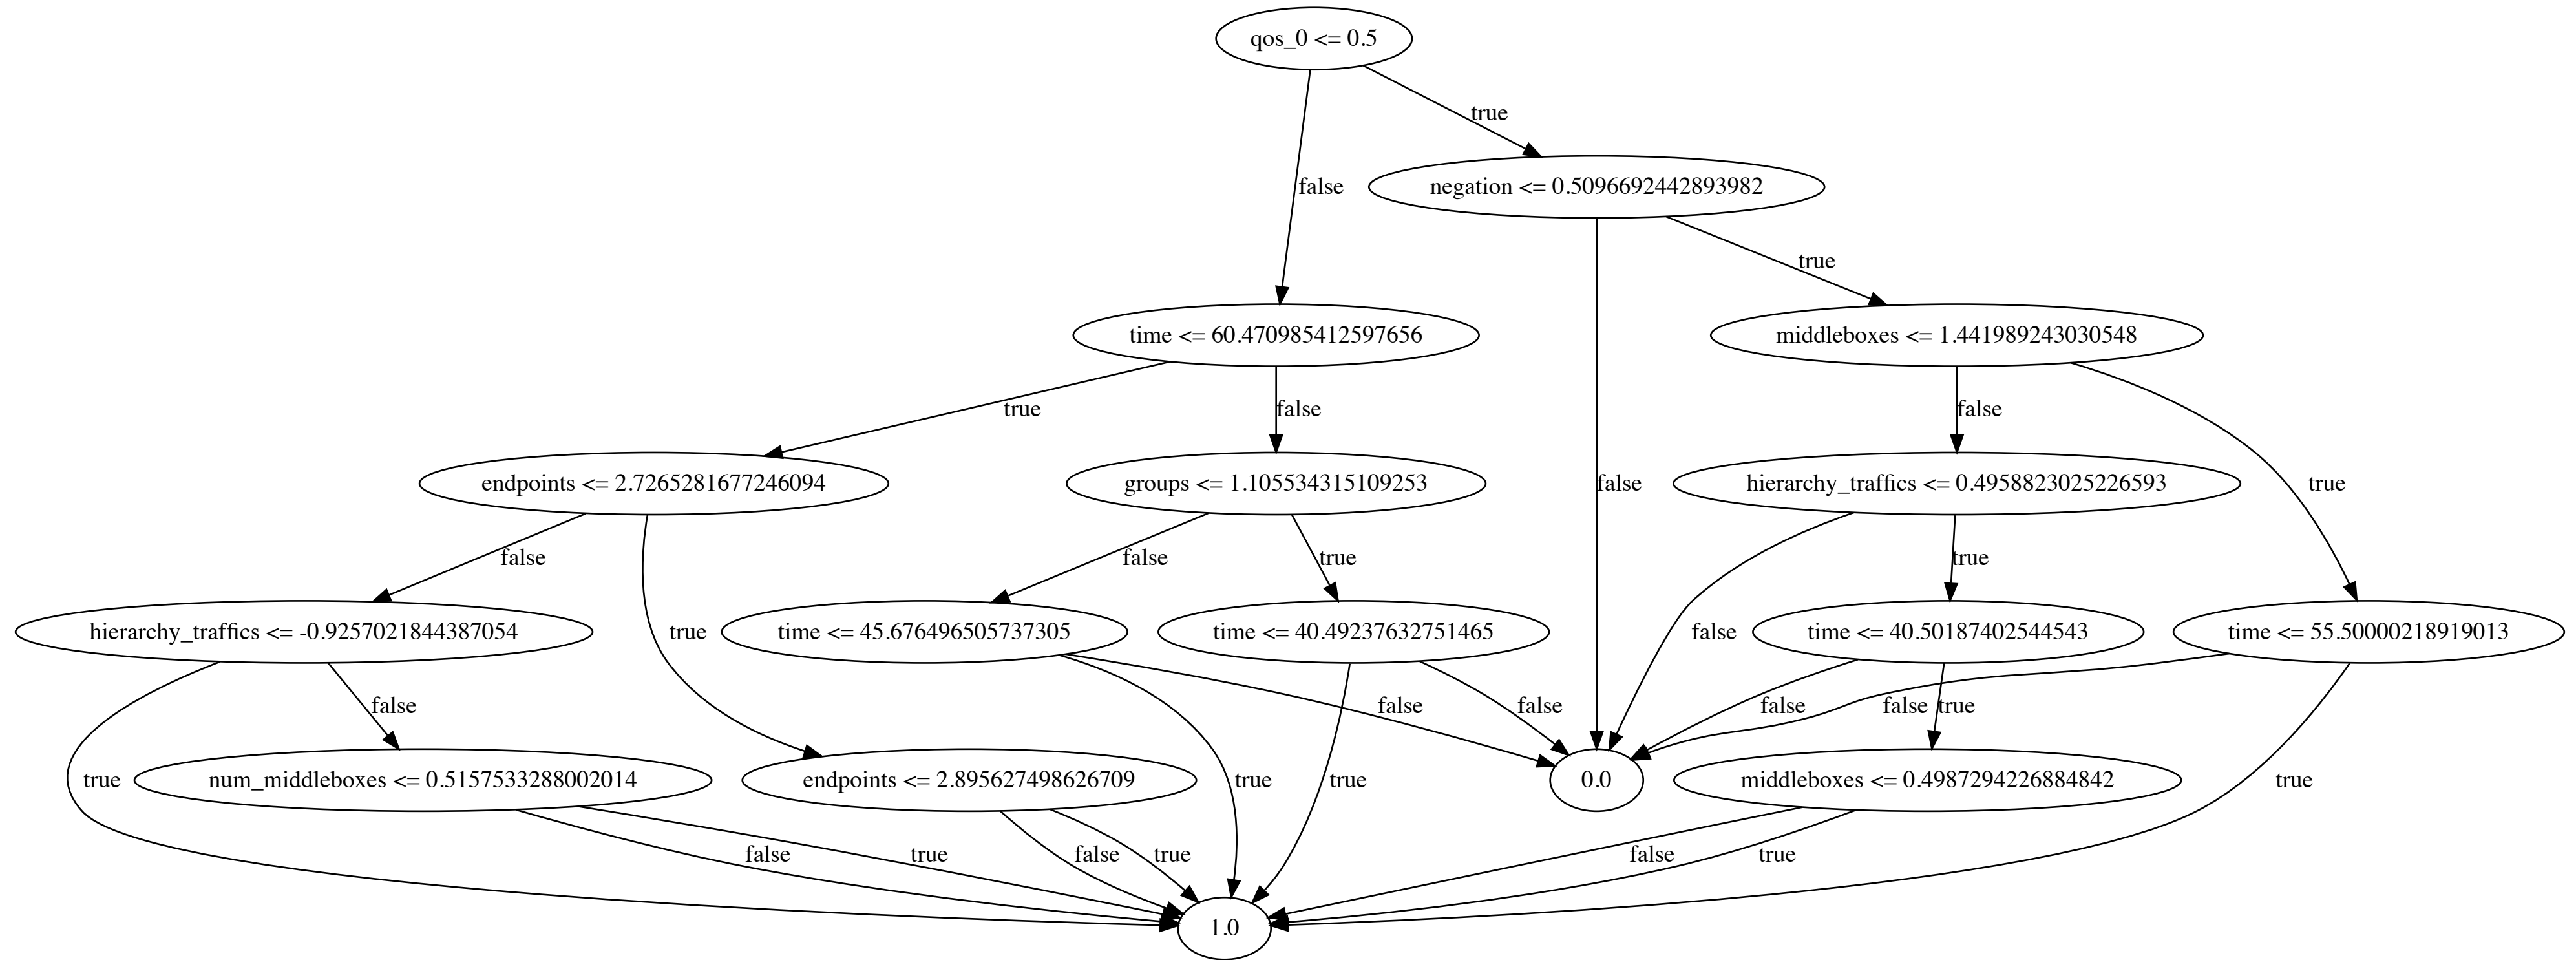 qos_0 <= 0.5
true
false
negation <= 0.5096692442893982
true
time <= 60.470985412597656
middleboxes <= 1.441989243030548
true
false
false
endpoints <= 2.7265281677246094
groups <= 1.105534315109253
false
hierarchy_traffics <= 0.4958823025226593
true
false
false
true
true
hierarchy_traffics <= -0.9257021844387054
true
time <= 45.676496505737305
time <= 40.49237632751465
false
time <= 40.50187402544543
time <= 55.50000218919013
false
false
false
false
false
true
true
num_middleboxes <= 0.5157533288002014
endpoints <= 2.895627498626709
true
true
0.0
middleboxes <= 0.4987294226884842
true
false
true
false
true
false
true
1.0